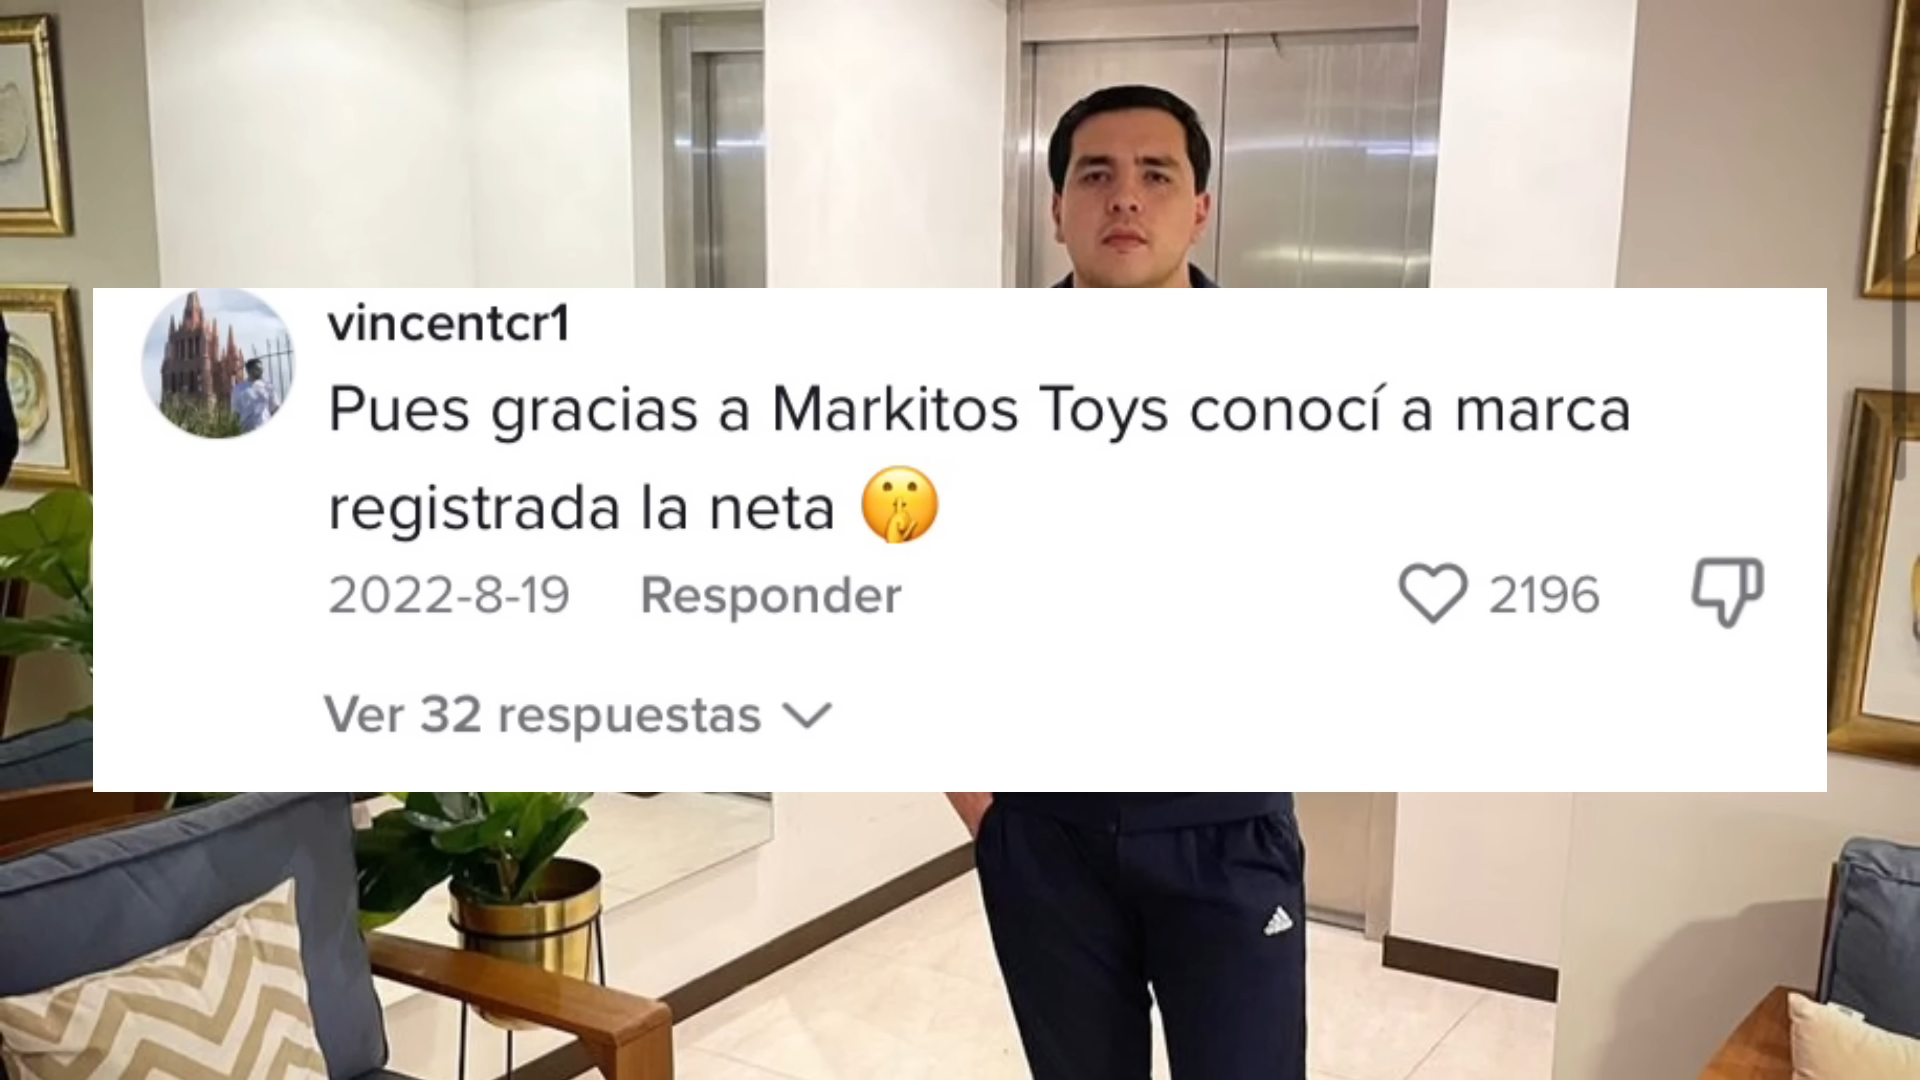 vincentcr1
Pues gracias a Markitos Toys conocí a marca
registrada la neta 🤫
2022-8-19 Responder 2196
Ver 32 respuestas